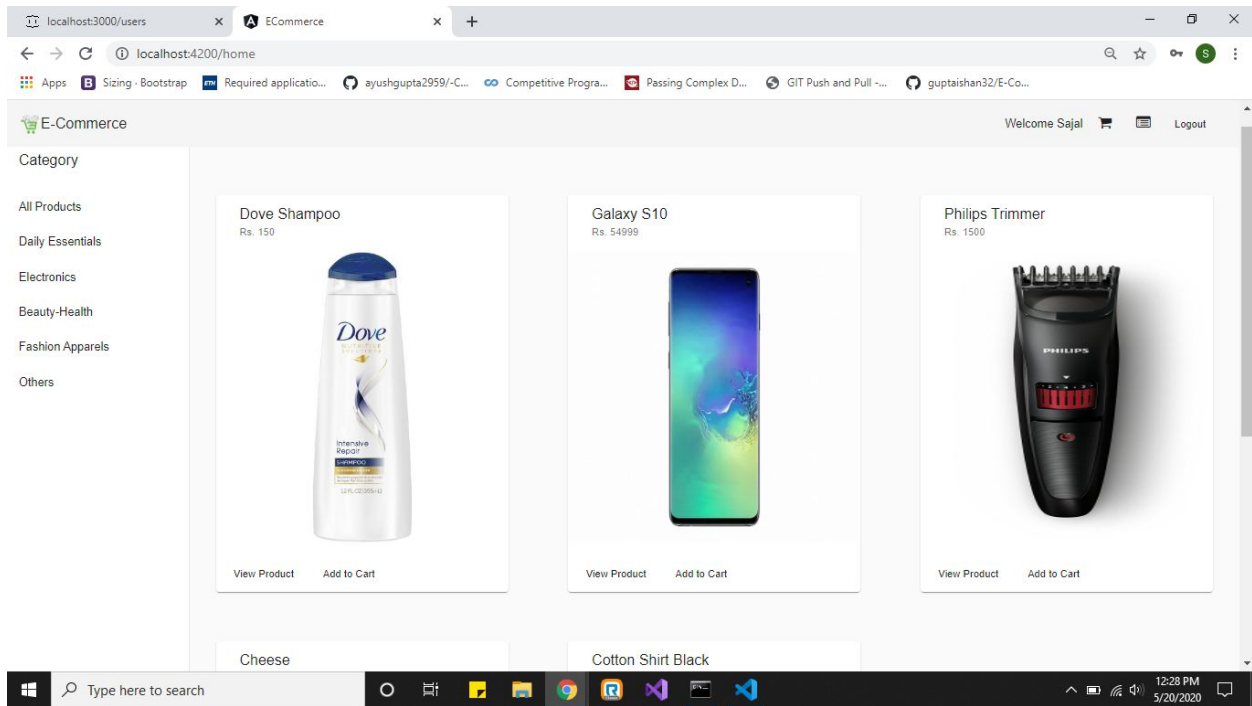 localhost:3000/users
ECommerce
localhost:4200/home
S
Apps
Sizing · Bootstrap
Required applicatio...
ayushgupta2959/-C...
Competitive Progra...
Passing Complex D...
GIT Push and Pull -...
guptaishan32/E-Co...
E-Commerce
Welcome Sajal
Logout
Category
All Products
Daily Essentials
Electronics
Beauty-Health
Fashion Apparels
Others
Dove Shampoo
Rs. 150
Dove
Intensive
Repair
SHAMPOO
View Product Add to Cart
Galaxy S10
Rs. 54999
View Product Add to Cart
Philips Trimmer
Rs. 1500
PHILIPS
View Product Add to Cart
Cheese
Cotton Shirt Black
Type here to search
12:28 PM
5/20/2020